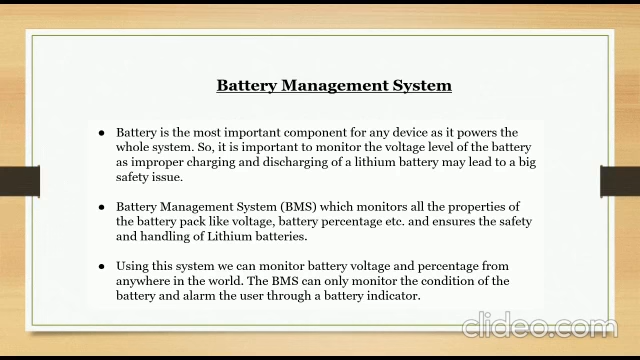 Battery Management System
● Battery is the most important component for any device as it powers the
whole system. So, it is important to monitor the voltage level of the battery
as improper charging and discharging of a lithium battery may lead to a big
safety issue.
● Battery Management System (BMS) which monitors all the properties of
the battery pack like voltage, battery percentage etc. and ensures the safety
and handling of Lithium batteries.
● Using this system we can monitor battery voltage and percentage from
anywhere in the world. The BMS can only monitor the condition of the
battery and alarm the user through a battery indicator.
clideo.com